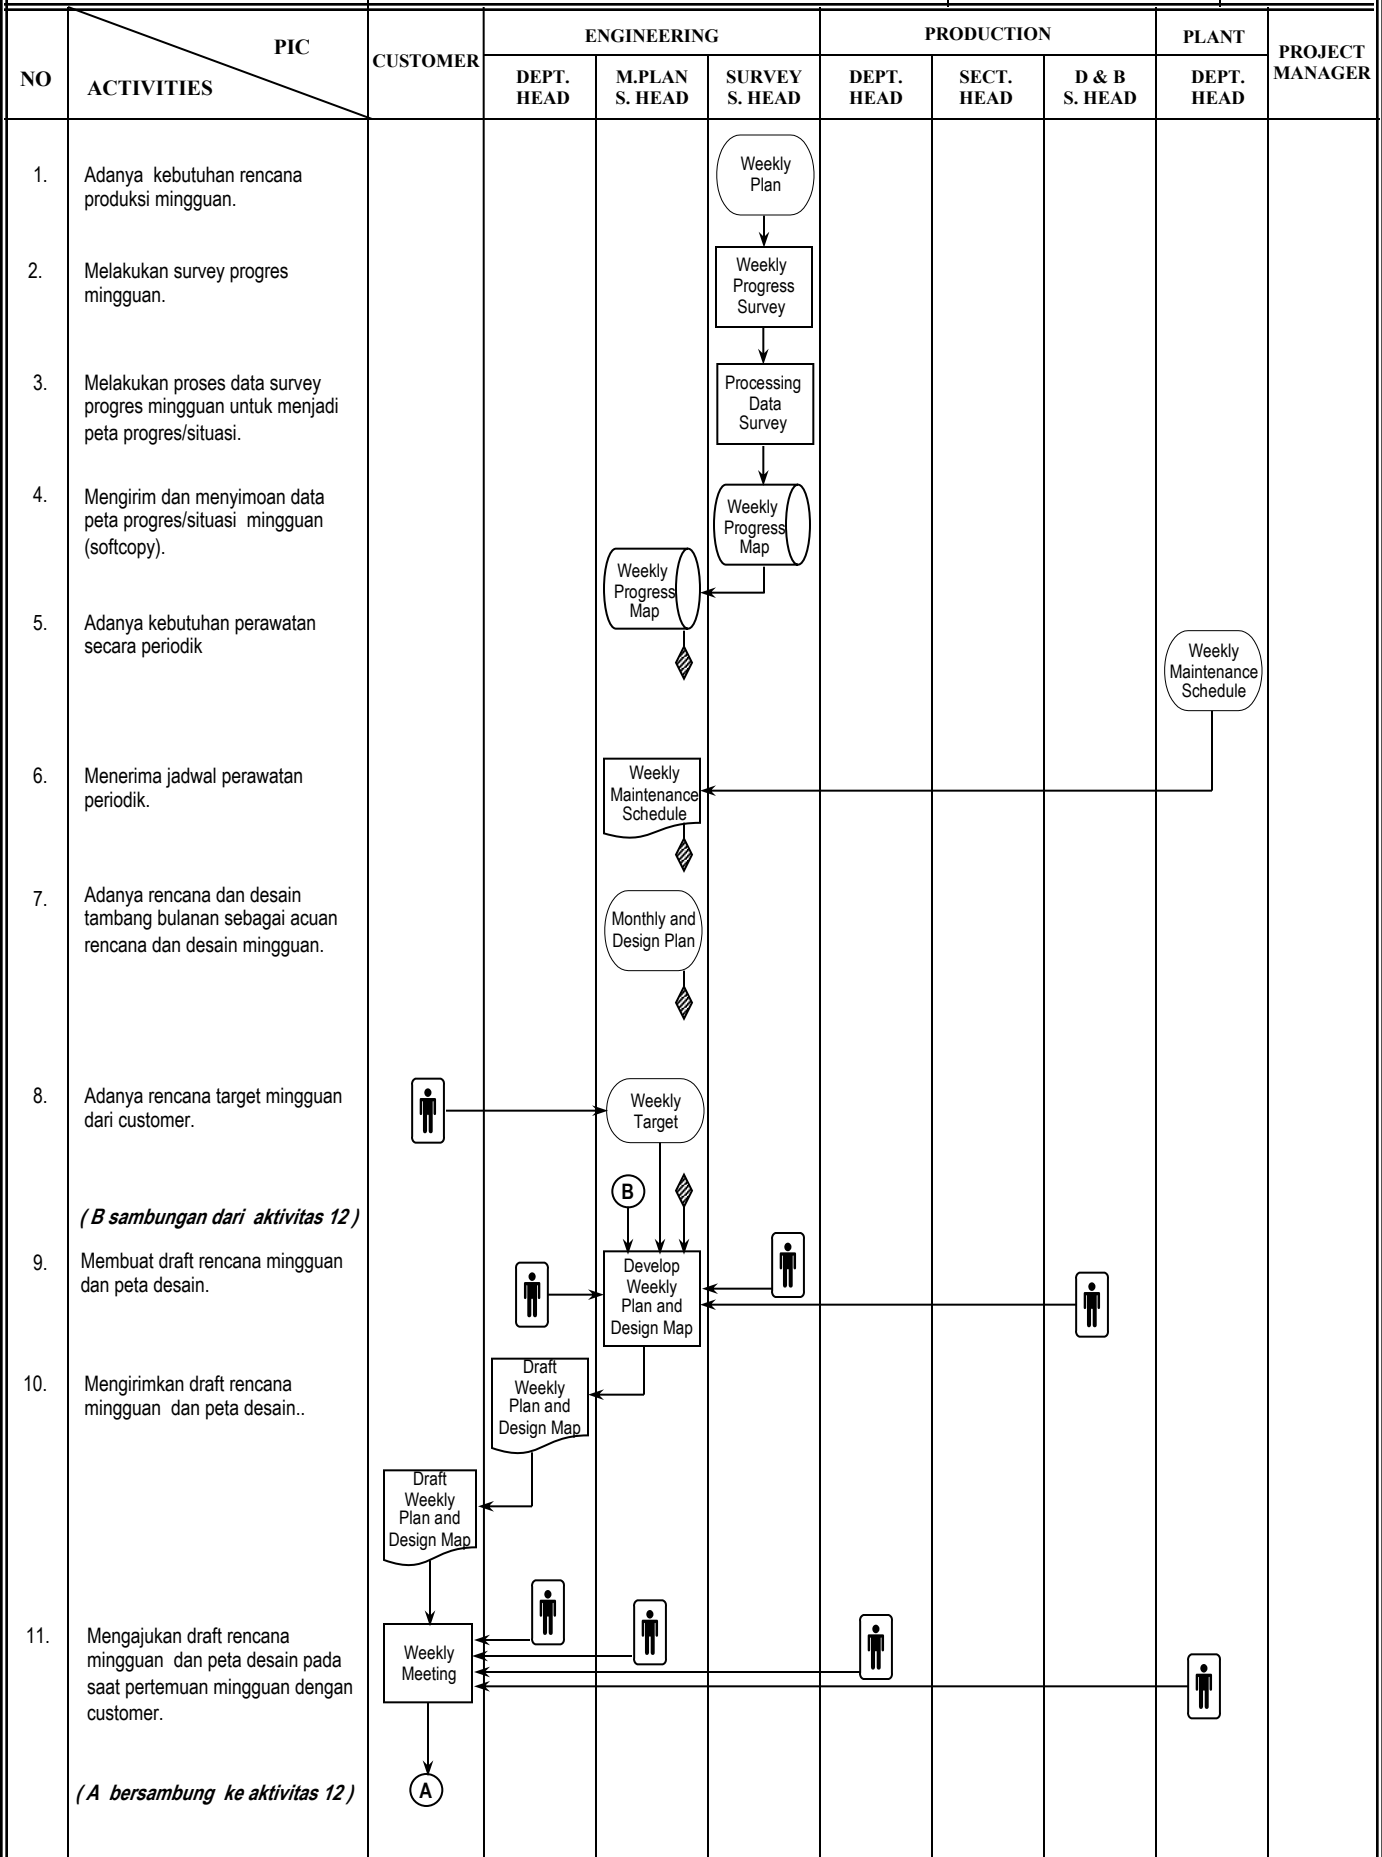 NO
PIC
ACTIVITIES
CUSTOMER
ENGINEERING
PRODUCTION
PLANT
PROJECT
MANAGER
DEPT.
HEAD
M.PLAN
S. HEAD
SURVEY
S. HEAD
DEPT.
HEAD
SECT.
HEAD
D & B
S. HEAD
DEPT.
HEAD
1.
Adanya kebutuhan rencana
produksi mingguan.
Weekly
Plan
2.
Melakukan survey progres
mingguan.
Weekly
Progress
Survey
3.
Melakukan proses data survey
progres mingguan untuk menjadi
peta progres/situasi.
Processing
Data
Survey
4.
Mengirim dan menyimoan data
peta progres/situasi mingguan
(softcopy).
Weekly
Progress
Map
Weekly
Progress
Map
5.
Adanya kebutuhan perawatan
secara periodik
Weekly
Maintenance
Schedule
6.
Menerima jadwal perawatan
periodik.
Weekly
Maintenance
Schedule
7.
Adanya rencana dan desain
tambang bulanan sebagai acuan
rencana dan desain mingguan.
Monthly and
Design Plan
8.
Adanya rencana target mingguan
dari customer.
Weekly
Target
B
( B sambungan dari aktivitas 12 )
9.
Membuat draft rencana mingguan
dan peta desain.
Develop
Weekly
Plan and
Design Map
10.
Mengirimkan draft rencana
mingguan dan peta desain..
Draft
Weekly
Plan and
Design Map
Draft
Weekly
Plan and
Design Map
11.
Mengajukan draft rencana
mingguan dan peta desain pada
saat pertemuan mingguan dengan
customer.
Weekly
Meeting
( A bersambung ke aktivitas 12 )
A